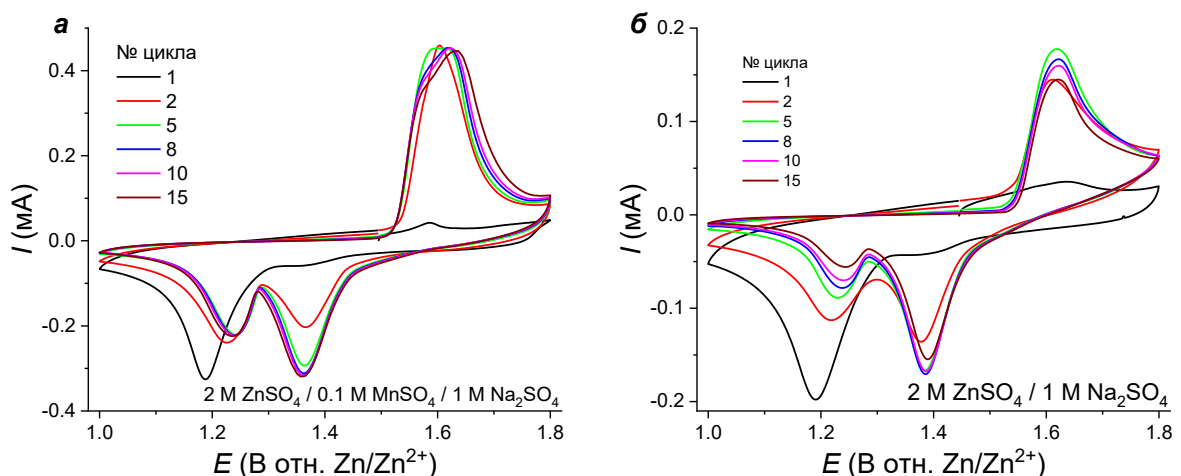 а
№ цикла
1
2
5
8
10
15
I (мА)
0.4
0.2
0.0
-0.2
-0.4
2 M ZnSO₄ / 0.1 M MnSO₄ / 1 M Na₂SO₄
1.0 1.2 1.4 1.6 1.8
E (В отн. Zn/Zn²⁺)
б
№ цикла
1
2
5
8
10
15
I (мА)
0.2
0.1
0.0
-0.1
-0.2
2 M ZnSO₄ / 1 M Na₂SO₄
1.0 1.2 1.4 1.6 1.8
E (В отн. Zn/Zn²⁺)